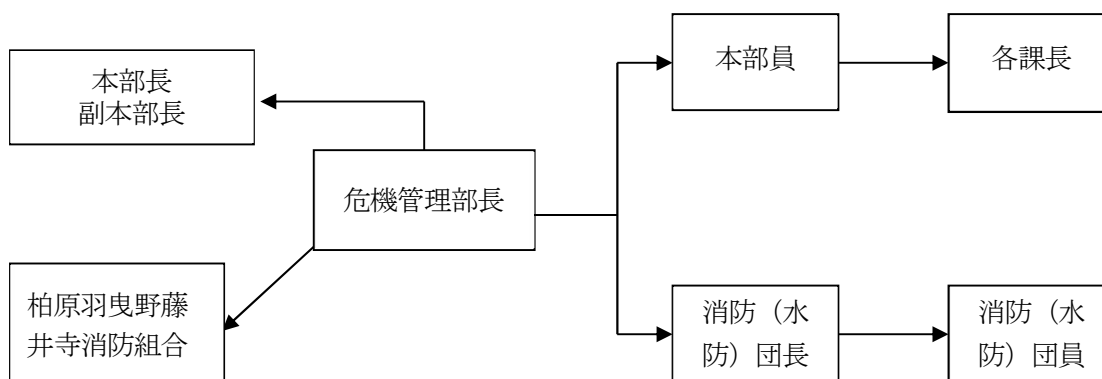 本部長
副本部長
危機管理部長
柏原羽曳野藤
井寺消防組合
本部員
各課長
消防（水
防）団長
消防（水
防）団員